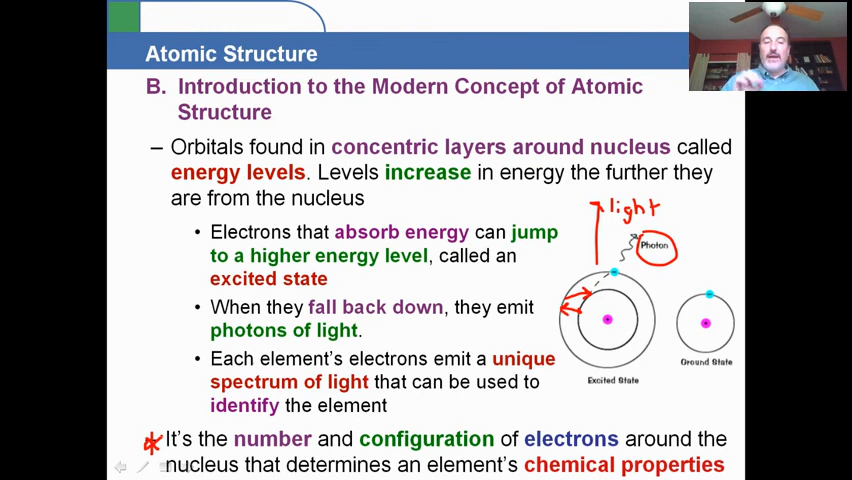 Atomic Structure
B. Introduction to the Modern Concept of Atomic
Structure
– Orbitals found in concentric layers around nucleus called
energy levels. Levels increase in energy the further they
are from the nucleus
• Electrons that absorb energy can jump
to a higher energy level, called an
excited state
• When they fall back down, they emit
photons of light.
• Each element's electrons emit a unique
spectrum of light that can be used to
identify the element
It's the number and configuration of electrons around the
nucleus that determines an element's chemical properties
light
Photon
Excited State
Ground State